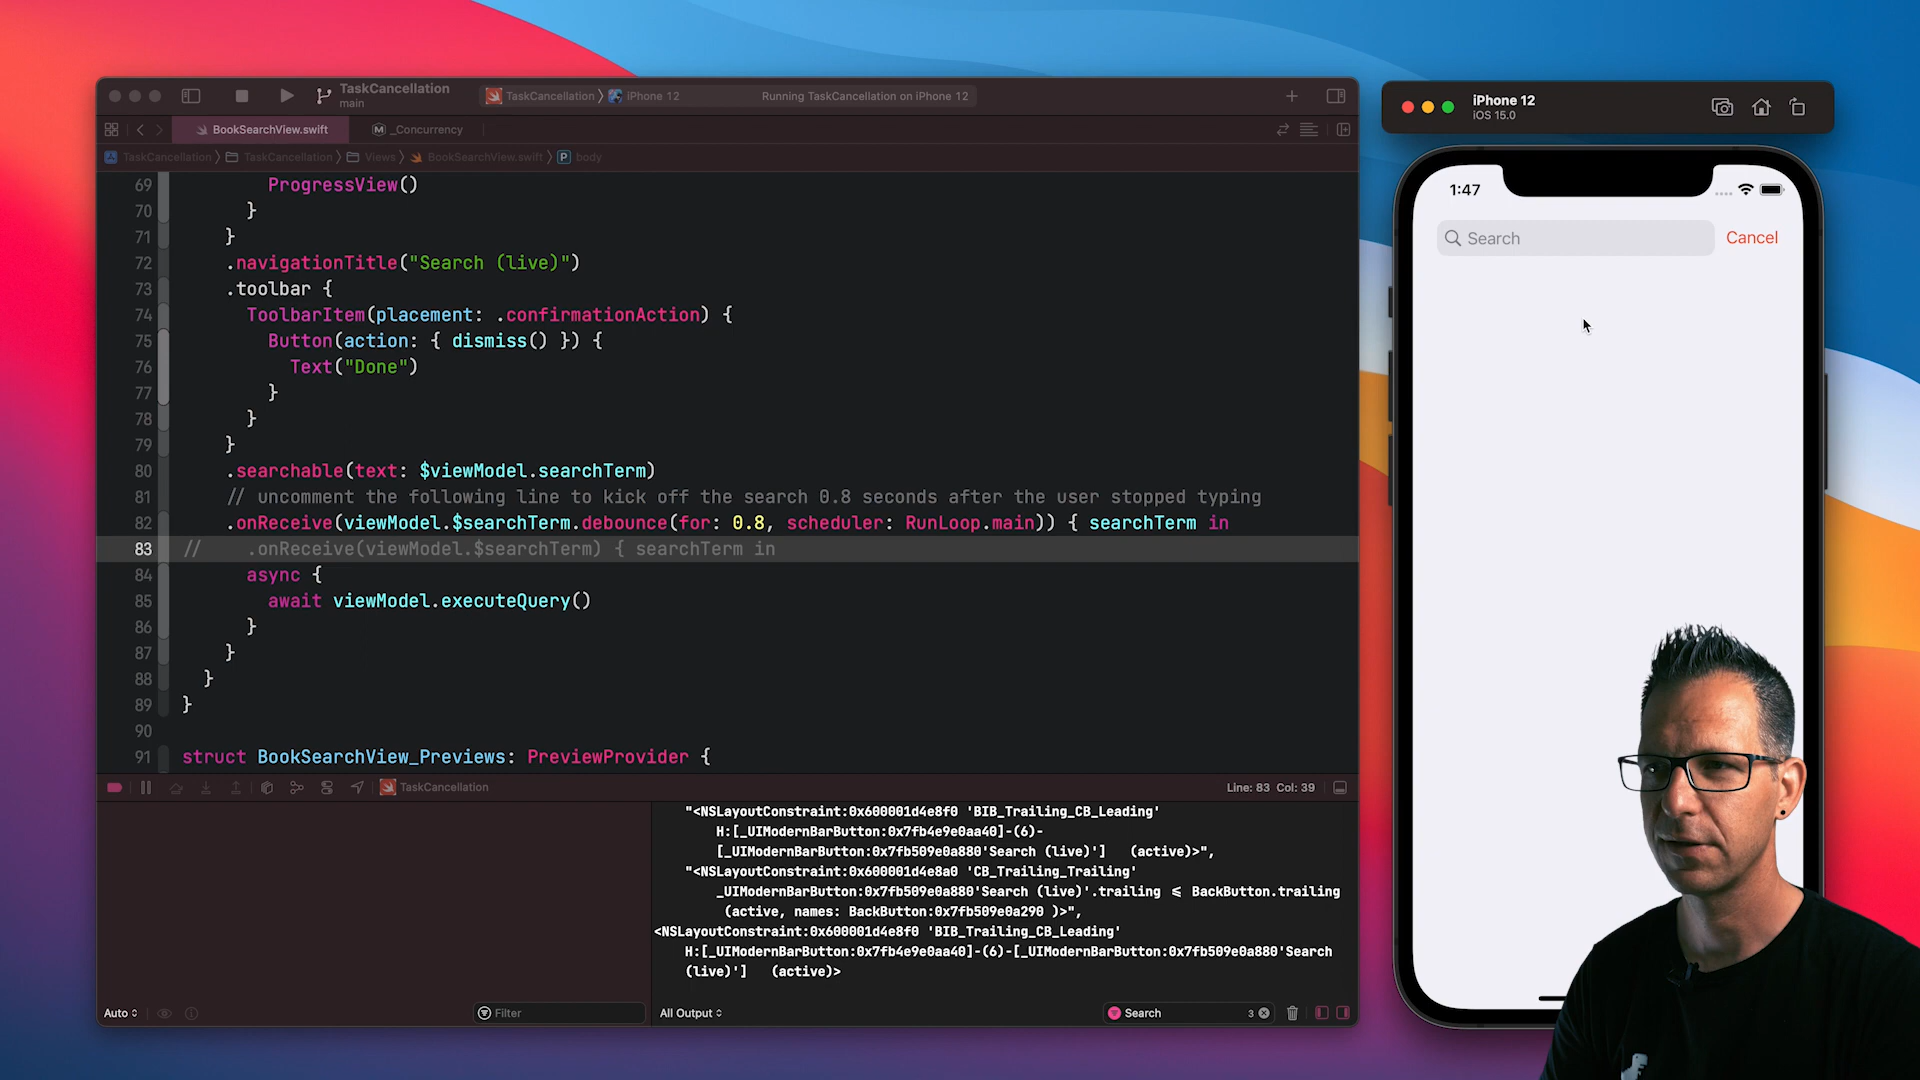 TaskCancellation
main
TaskCancellation
iPhone 12
Running TaskCancellation on iPhone 12
BookSearchView.swift
M _Concurrency
TaskCancellation
TaskCancellation
Views
BookSearchView.swift
P body
69 ProgressView()
70 }
71 }
72 .navigationTitle("Search (live)")
73 .toolbar {
74 ToolbarItem(placement: .confirmationAction) {
75 Button(action: { dismiss() }) {
76 Text("Done")
77 }
78 }
79 }
80 .searchable(text: $viewModel.searchTerm)
81 // uncomment the following line to kick off the search 0.8 seconds after the user stopped typing
82 .onReceive(viewModel.$searchTerm.debounce(for: 0.8, scheduler: RunLoop.main)) { searchTerm in
83 // .onReceive(viewModel.$searchTerm) { searchTerm in
84 async {
85 await viewModel.executeQuery()
86 }
87 }
88 }
89 }
90
91 struct BookSearchView_Previews: PreviewProvider {
TaskCancellation
Line: 83 Col: 39
"<NSLayoutConstraint:0x600001d4e8f0 'BIB_Trailing_CB_Leading'
H:[_UIModernBarButton:0x7fb4e9e0aa40]-(6)-
[_UIModernBarButton:0x7fb509e0a880'Search (live)'] (active)>",
"<NSLayoutConstraint:0x600001d4e8a0 'CB_Trailing_Trailing'
_UIModernBarButton:0x7fb509e0a880'Search (live)'.trailing <= BackButton.trailing
(active, names: BackButton:0x7fb509e0a290 )>",
<NSLayoutConstraint:0x600001d4e8f0 'BIB_Trailing_CB_Leading'
H:[_UIModernBarButton:0x7fb4e9e0aa40]-(6)-[_UIModernBarButton:0x7fb509e0a880'Search
(live)'] (active)>
Auto
Filter
All Output
Search
3
iPhone 12
iOS 15.0
1:47
Search
Cancel